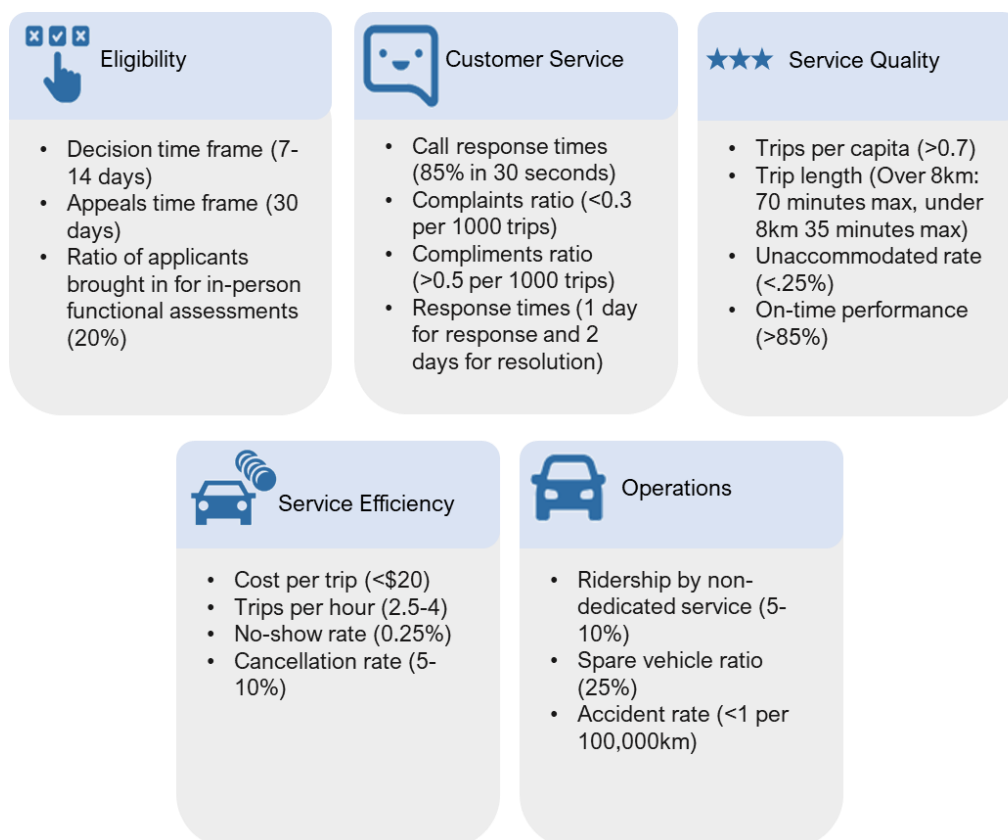 Eligibility
• Decision time frame (7-
14 days)
• Appeals time frame (30
days)
• Ratio of applicants
brought in for in-person
functional assessments
(20%)
Customer Service
• Call response times
(85% in 30 seconds)
• Complaints ratio (<0.3
per 1000 trips)
• Compliments ratio
(>0.5 per 1000 trips)
• Response times (1 day
for response and 2
days for resolution)
Service Quality
• Trips per capita (>0.7)
• Trip length (Over 8km:
70 minutes max, under
8km 35 minutes max)
• Unaccommodated rate
(<.25%)
• On-time performance
(>85%)
Service Efficiency
• Cost per trip (<$20)
• Trips per hour (2.5-4)
• No-show rate (0.25%)
• Cancellation rate (5-
10%)
Operations
• Ridership by non-
dedicated service (5-
10%)
• Spare vehicle ratio
(25%)
• Accident rate (<1 per
100,000km)